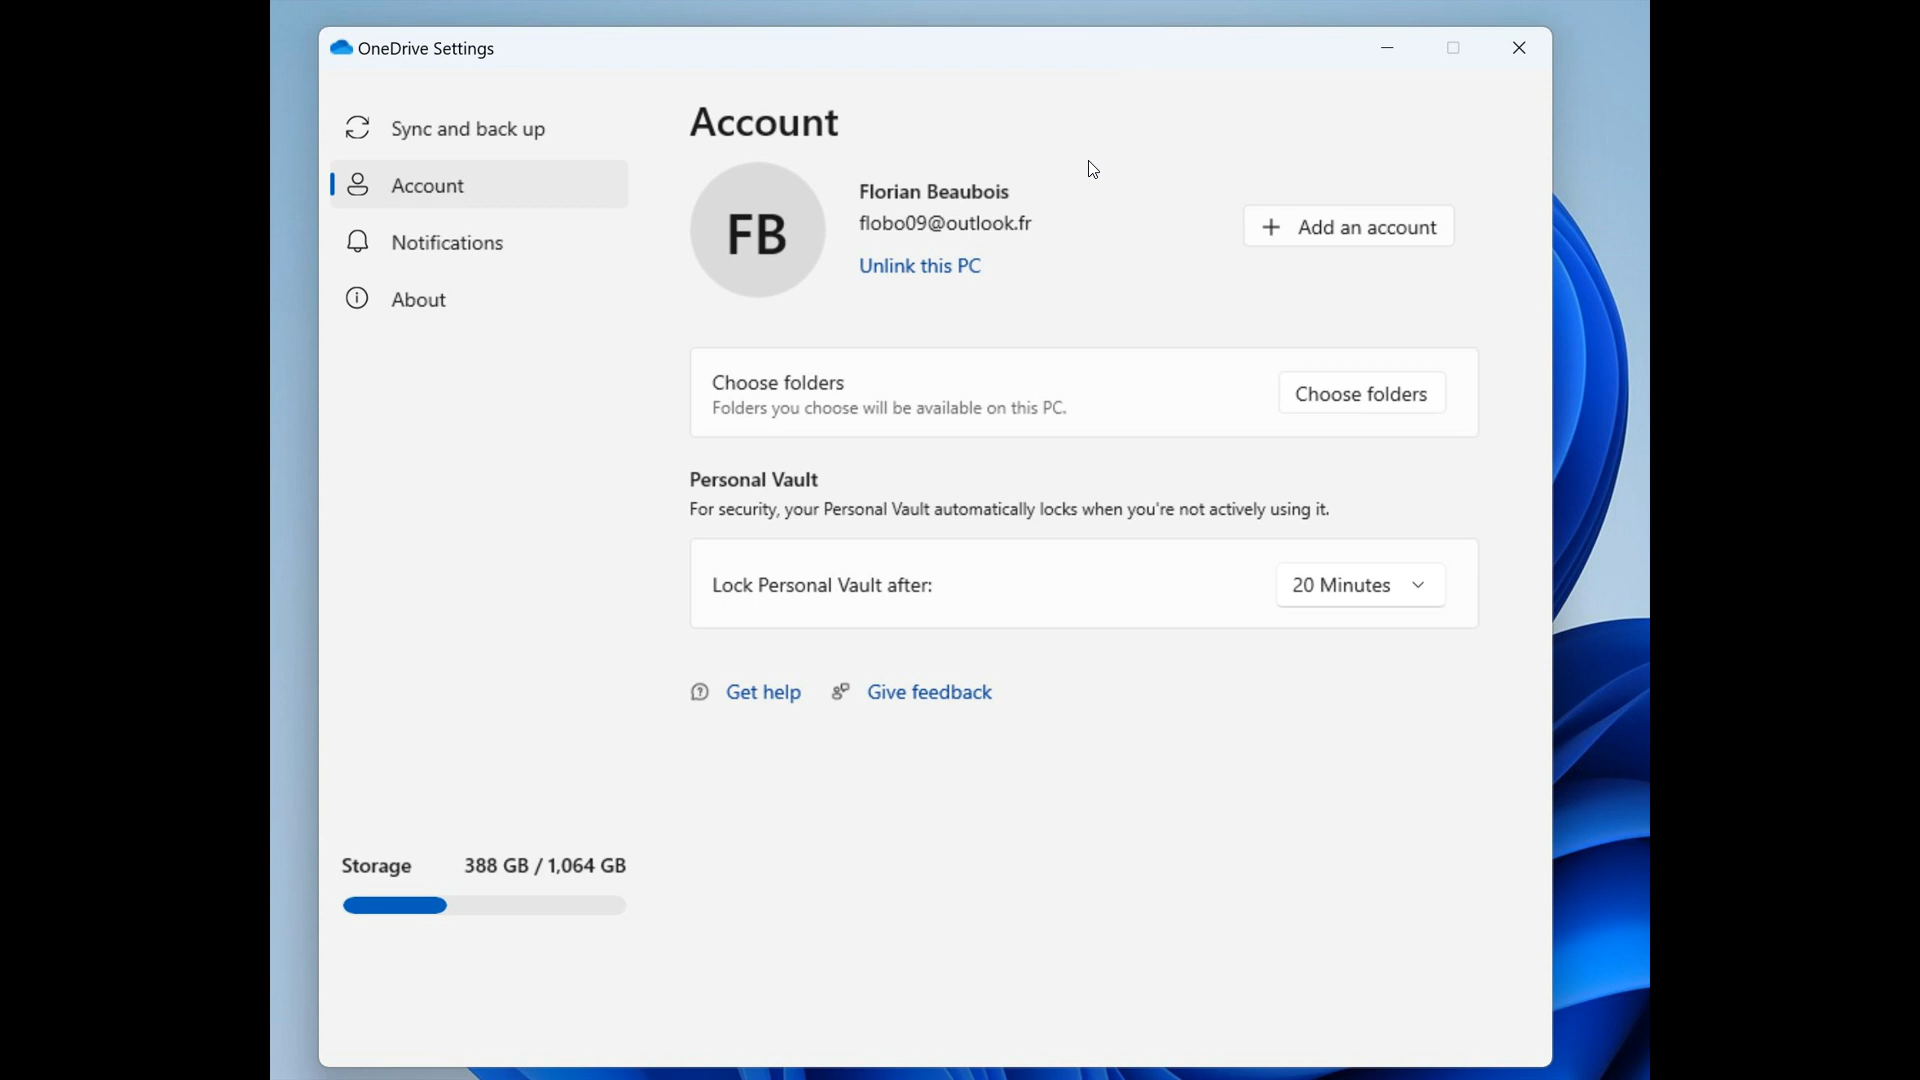 OneDrive Settings
Sync and back up
Account
Notifications
About
Storage 388 GB / 1,064 GB
Account
FB
Florian Beaubois
flobo09@outlook.fr
Unlink this PC
Add an account
Choose folders
Folders you choose will be available on this PC.
Choose folders
Personal Vault
For security, your Personal Vault automatically locks when you're not actively using it.
Lock Personal Vault after:
20 Minutes
Get help
Give feedback